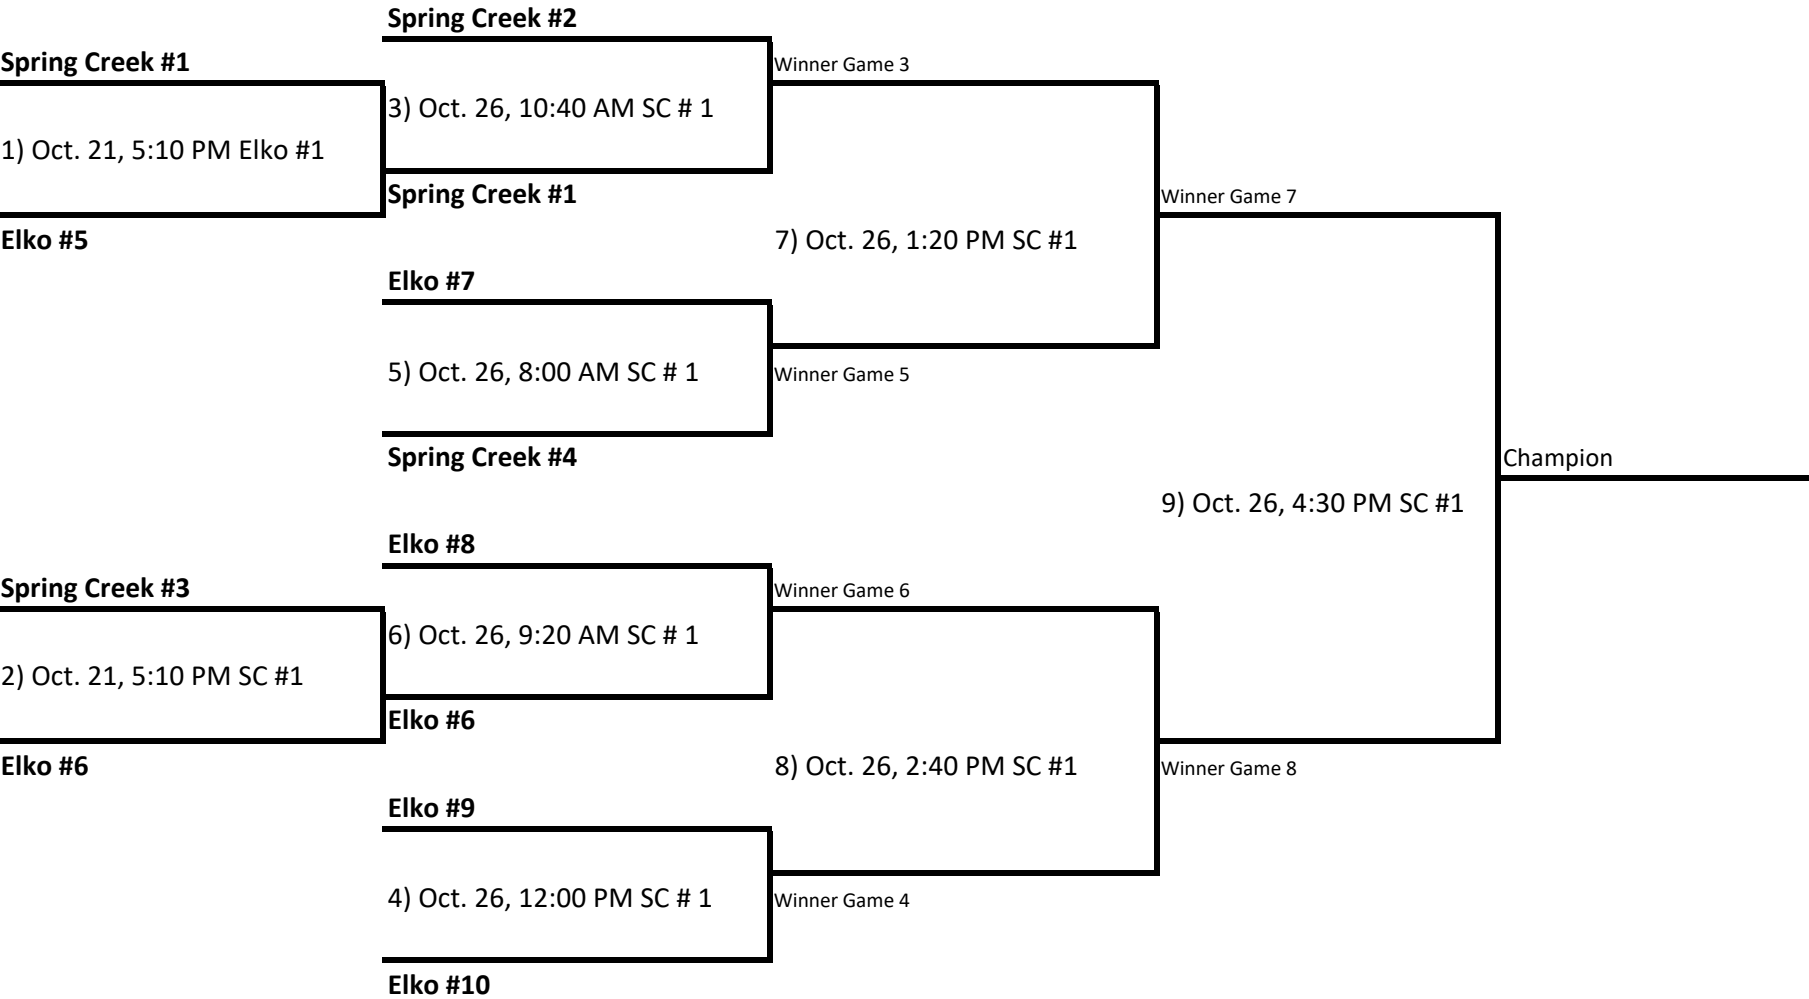 Spring Creek #2
Spring Creek #1
Winner Game 3
3) Oct. 26, 10:40 AM SC # 1
1) Oct. 21, 5:10 PM Elko #1
Spring Creek #1
Winner Game 7
Elko #5
7) Oct. 26, 1:20 PM SC #1
Elko #7
5) Oct. 26, 8:00 AM SC # 1
Winner Game 5
Spring Creek #4
Champion
9) Oct. 26, 4:30 PM SC #1
Elko #8
Spring Creek #3
Winner Game 6
6) Oct. 26, 9:20 AM SC # 1
2) Oct. 21, 5:10 PM SC #1
Elko #6
Elko #6
8) Oct. 26, 2:40 PM SC #1
Winner Game 8
Elko #9
4) Oct. 26, 12:00 PM SC # 1
Winner Game 4
Elko #10